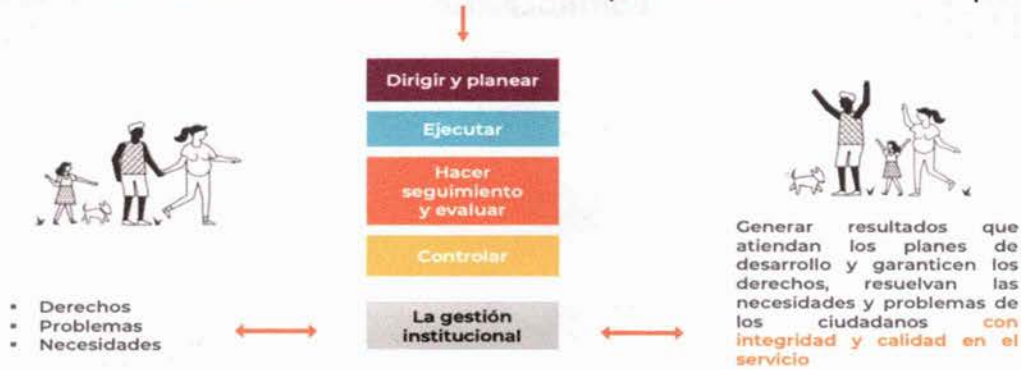 Dirigir y planear
Ejecutar
Hacer
seguimiento
y evaluar
Controlar
La gestión
institucional
▪ Derechos
▪ Problemas
▪ Necesidades
Generar resultados que
atiendan los planes de
desarrollo y garanticen los
derechos, resuelvan las
necesidades y problemas de
los ciudadanos con
integridad y calidad en el
servicio